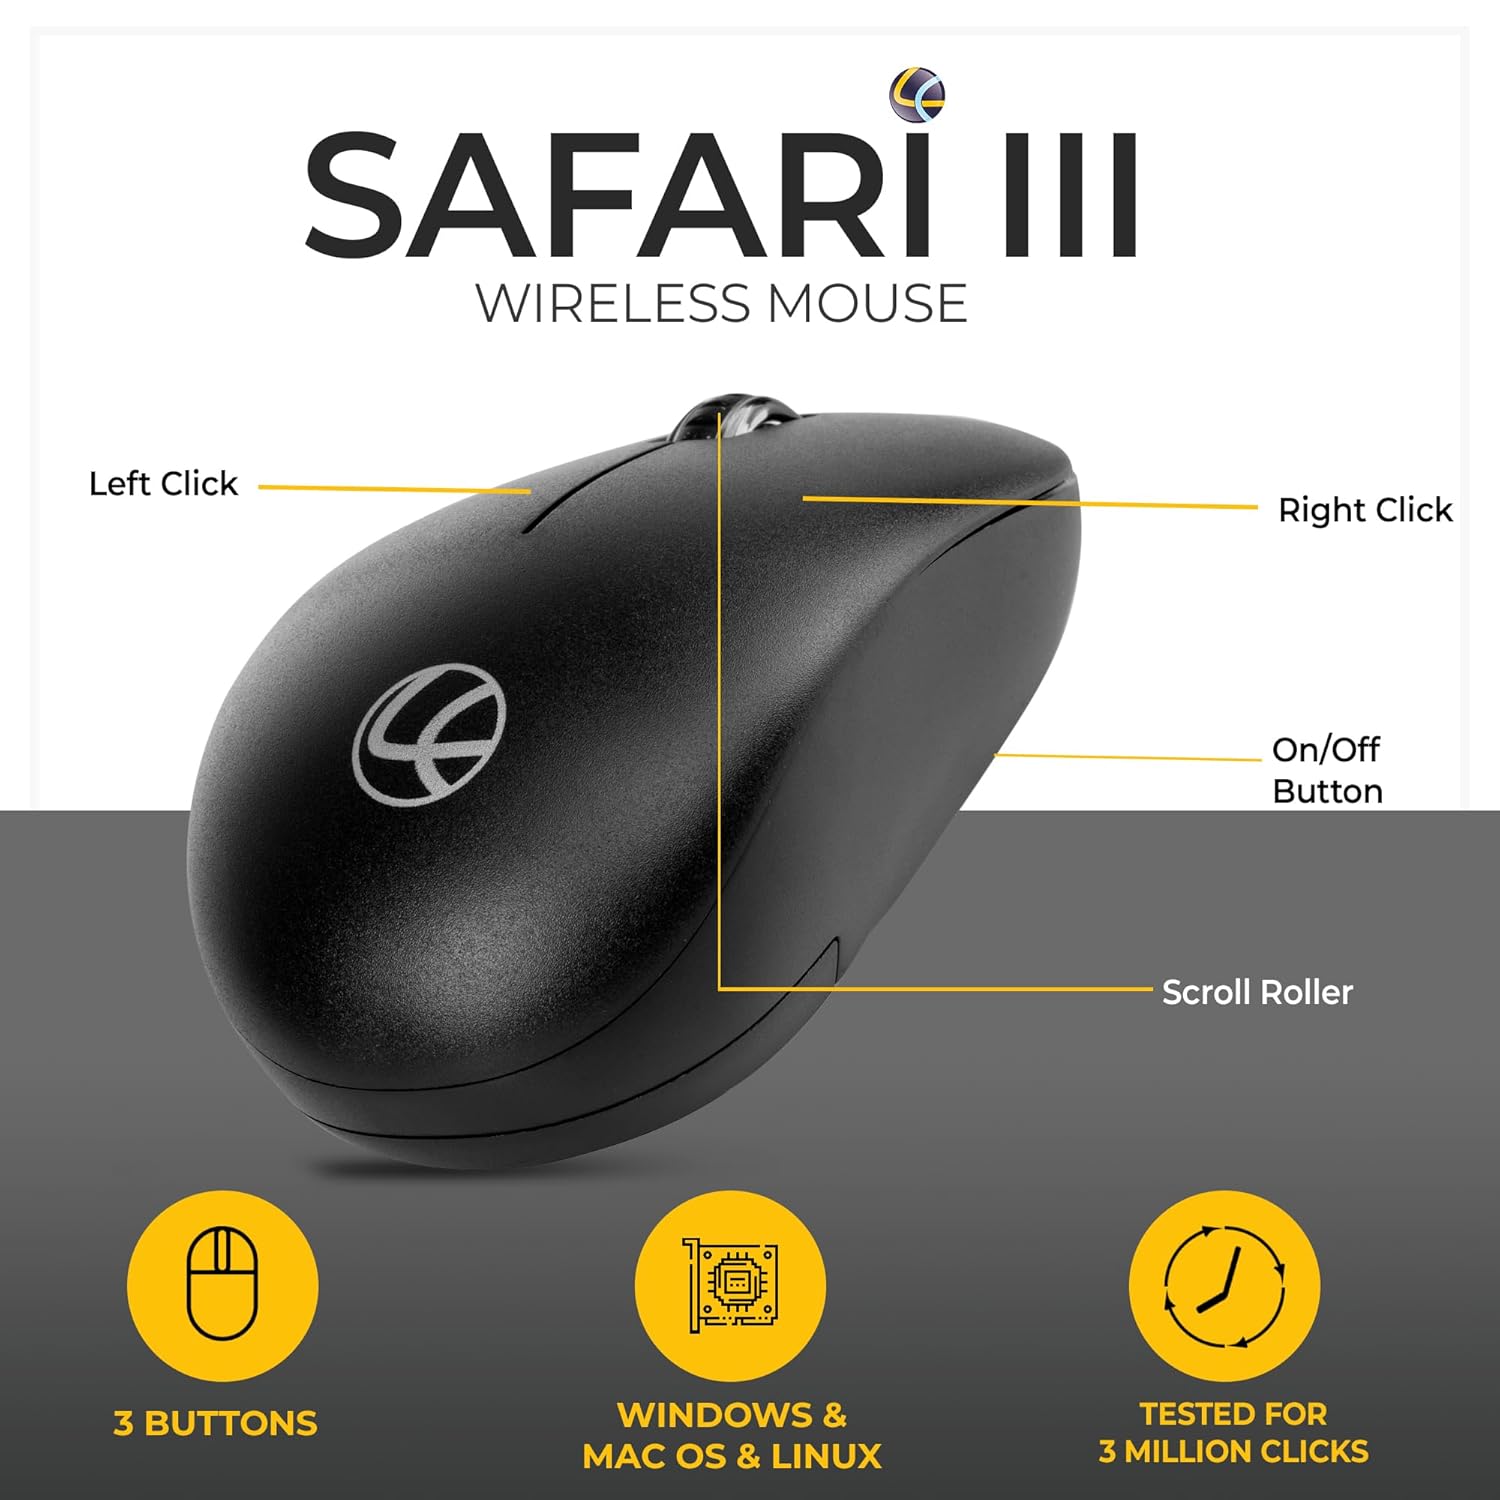 SAFARI III
WIRELESS MOUSE
Left Click
Right Click
On/Off
Button
Scroll Roller
3 BUTTONS
WINDOWS &
MAC OS & LINUX
TESTED FOR
3 MILLION CLICKS